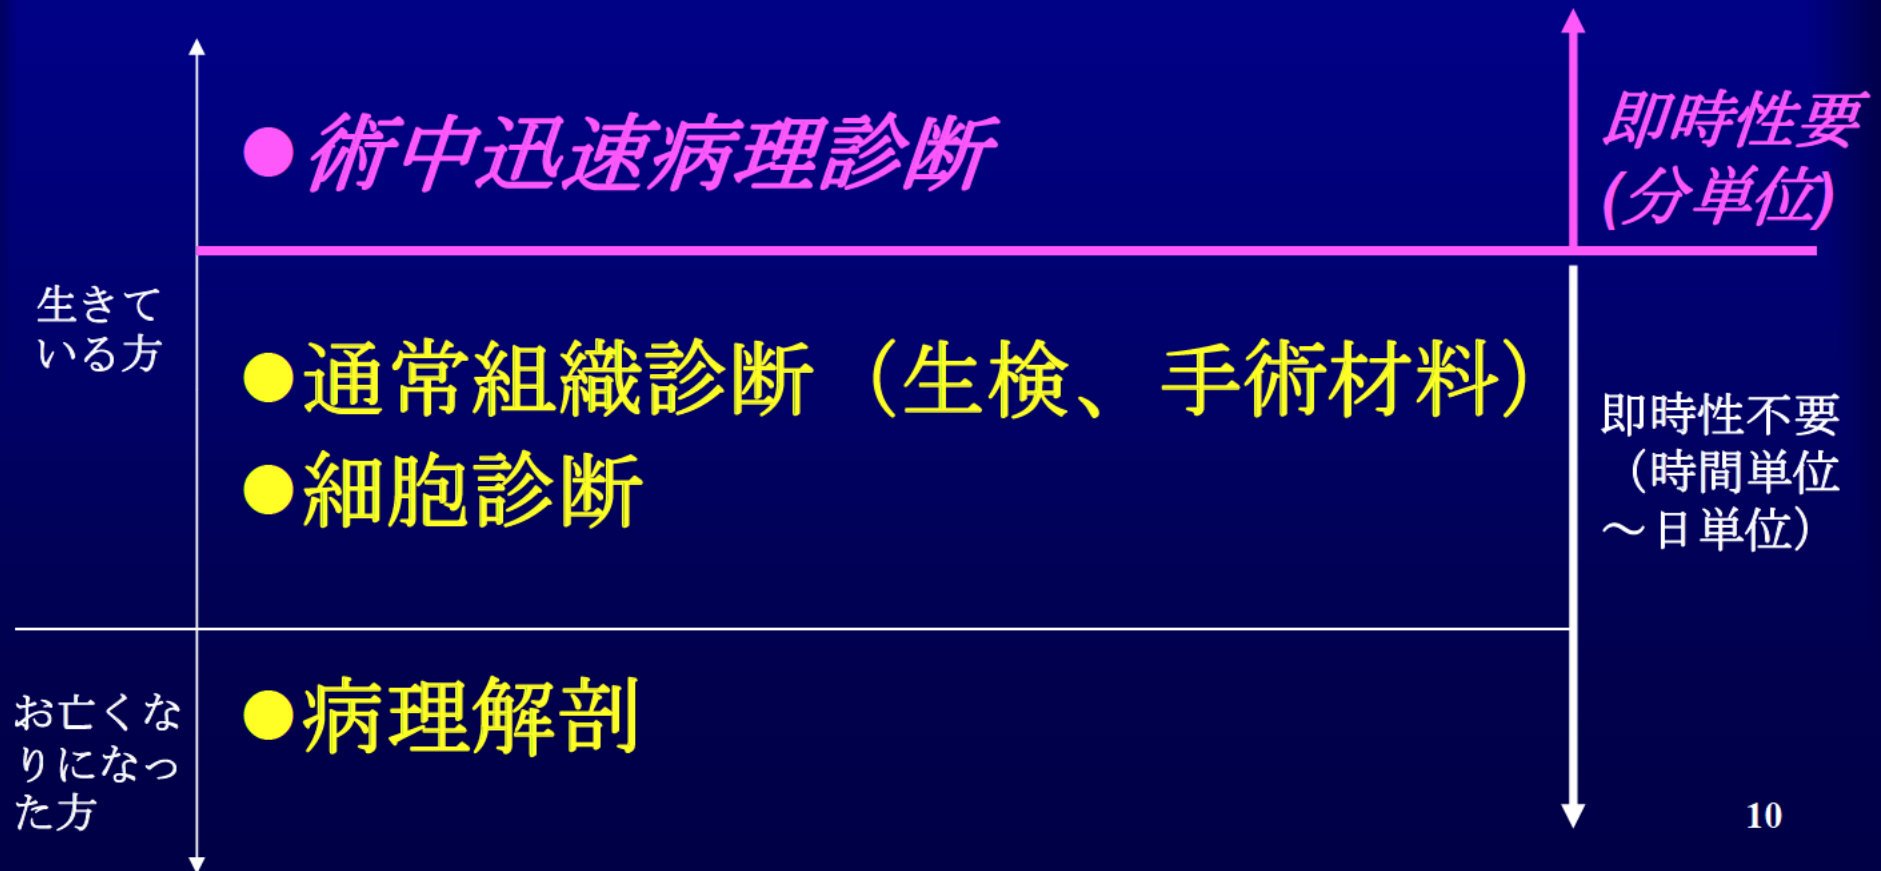 ●術中迅速病理診断
即時性要
(分単位)
生きて
いる方
●通常組織診断（生検、手術材料）
●細胞診断
即時性不要
（時間単位
～日単位）
お亡くな
りになっ
た方
●病理解剖
10